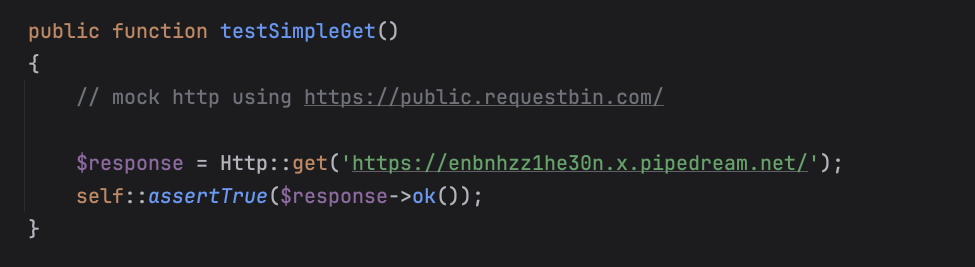 public function testSimpleGet()
{
// mock http using https://public.requestbin.com/
$response = Http::get('https://enbnhzz1he30n.x.pipedream.net/');
self::assertTrue($response->ok());
}